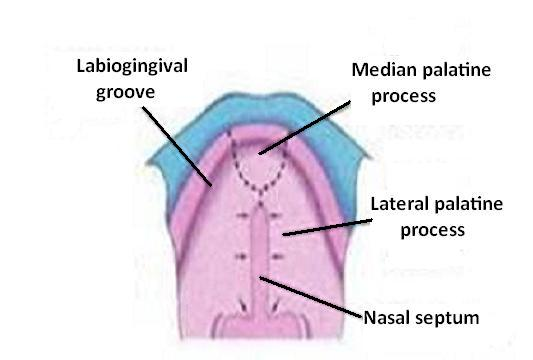 Labiogingival
groove
Median palatine
process
Lateral palatine
process
Nasal septum